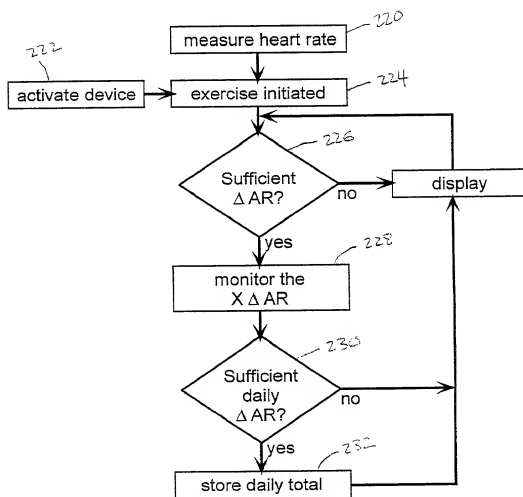 220
measure heart rate
222
224
activate device
exercise initiated
226
Sufficient
Δ AR?
no
display
yes
228
monitor the
X Δ AR
230
Sufficient
daily
Δ AR?
no
yes
232
store daily total